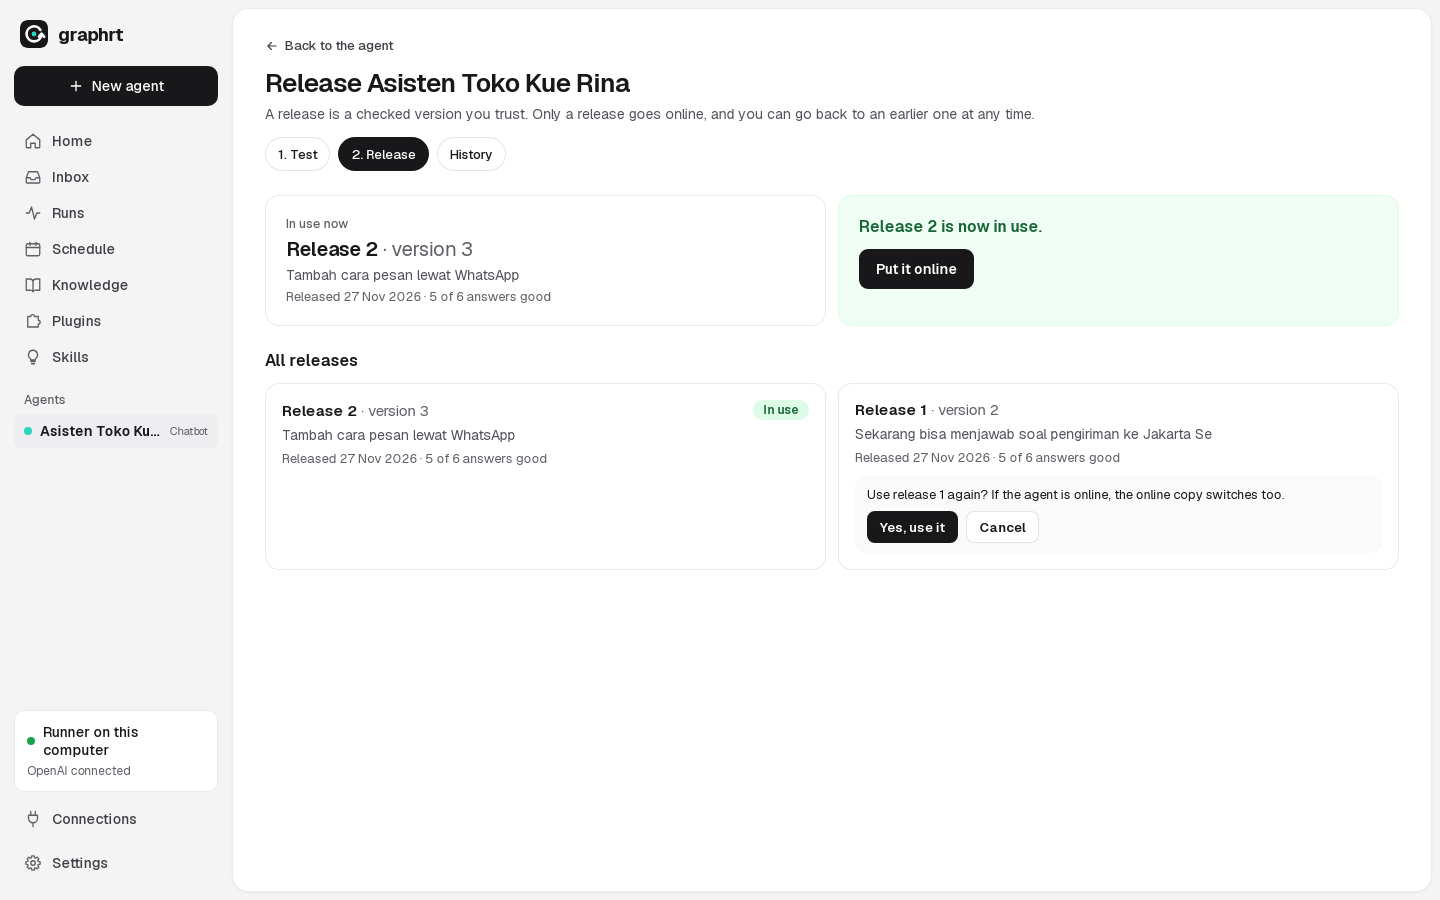 graphrt
New agent
Home
Inbox
Runs
Schedule
Knowledge
Plugins
Skills
Agents
Asisten Toko Ku... Chatbot
Runner on this
computer
OpenAI connected
Connections
Settings
Back to the agent
Release Asisten Toko Kue Rina
A release is a checked version you trust. Only a release goes online, and you can go back to an earlier one at any time.
1. Test
2. Release
History
In use now
Release 2 · version 3
Tambah cara pesan lewat WhatsApp
Released 27 Nov 2026 · 5 of 6 answers good
Release 2 is now in use.
Put it online
All releases
Release 2 · version 3
In use
Tambah cara pesan lewat WhatsApp
Released 27 Nov 2026 · 5 of 6 answers good
Release 1 · version 2
Sekarang bisa menjawab soal pengiriman ke Jakarta Se
Released 27 Nov 2026 · 5 of 6 answers good
Use release 1 again? If the agent is online, the online copy switches too.
Yes, use it
Cancel